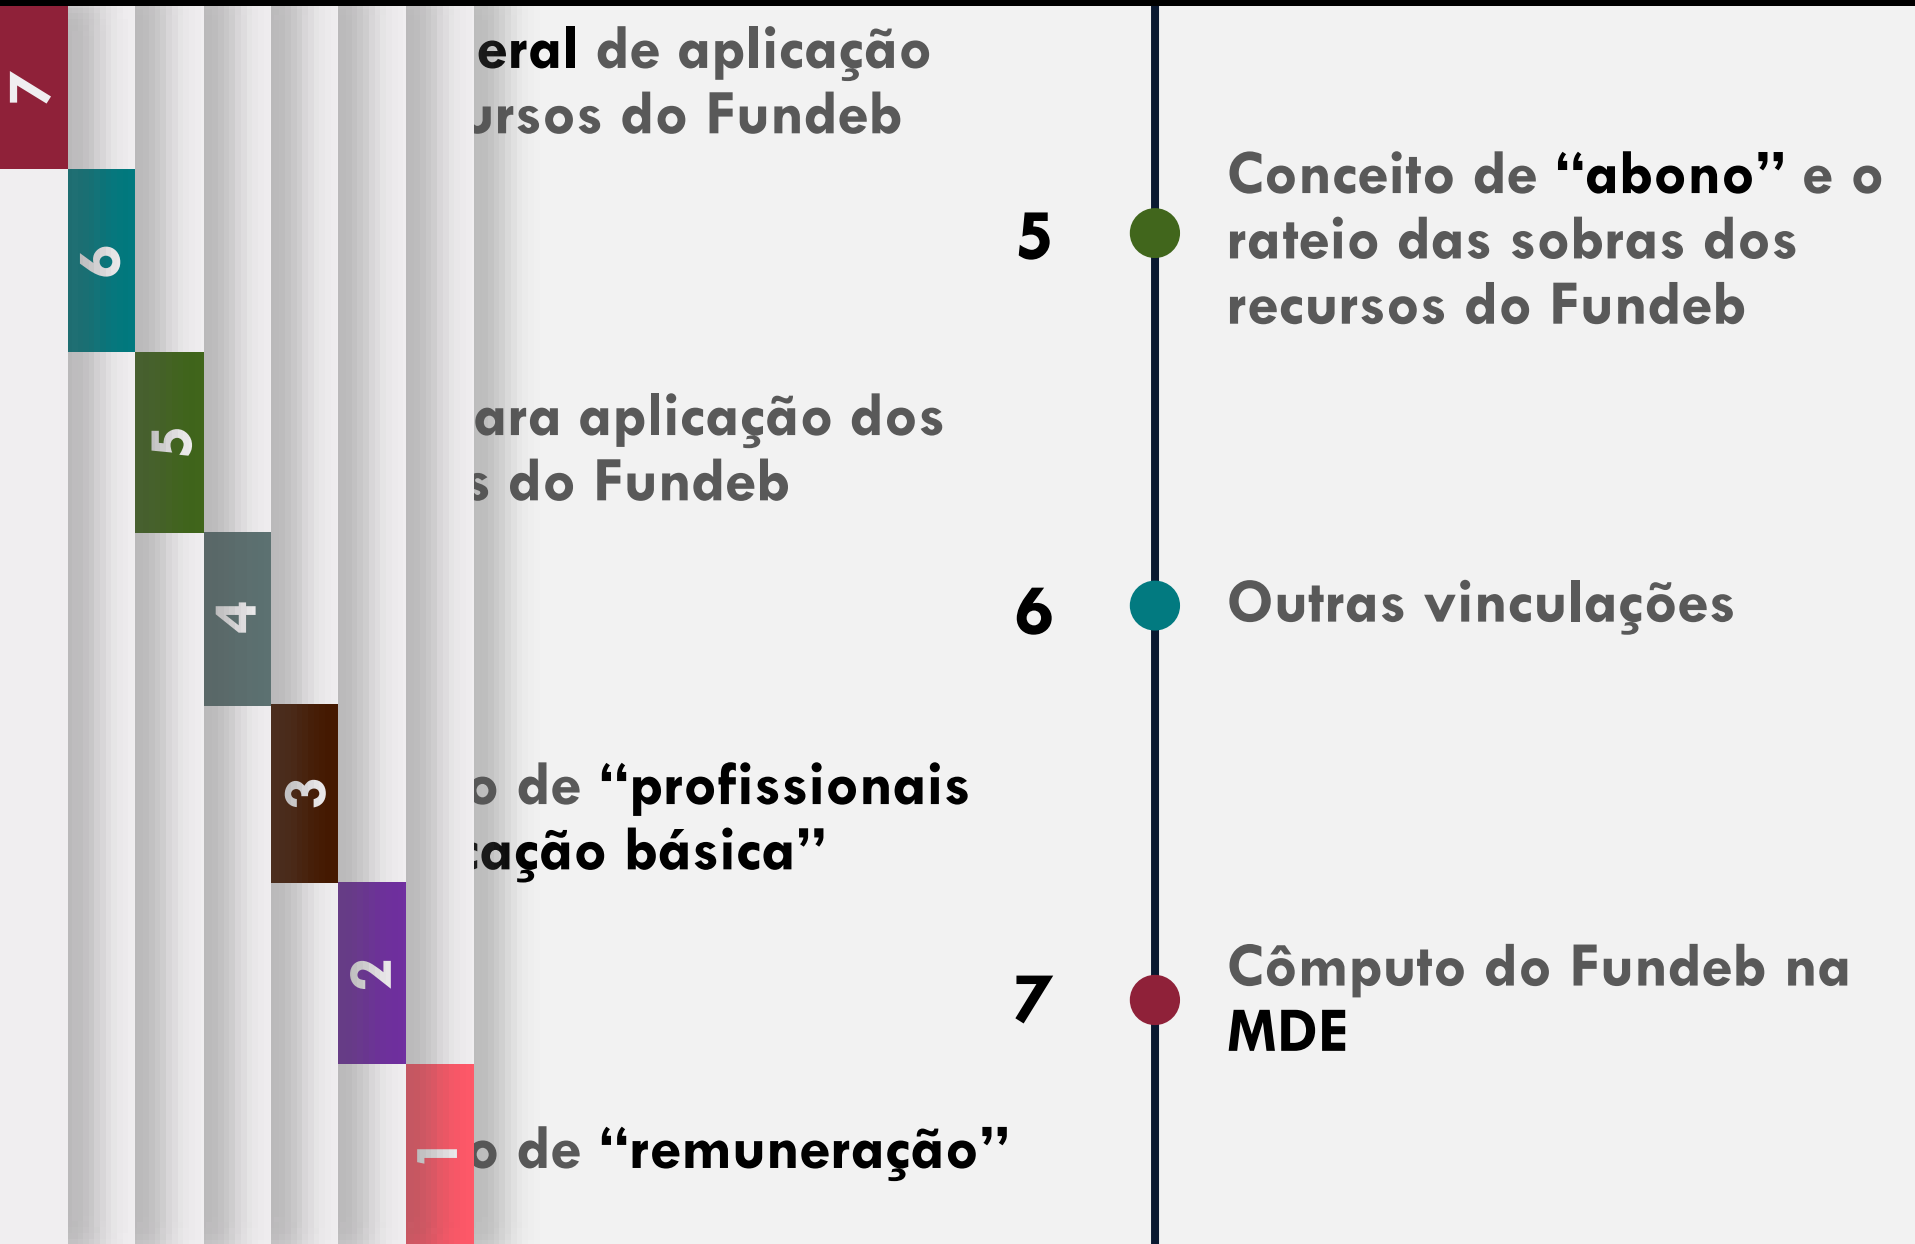 7
6
5
4
3
2
1
eral de aplicação
ursos do Fundeb
ara aplicação dos
s do Fundeb
o de “profissionais
cação básica”
o de “remuneração”
5
Conceito de “abono” e o
rateio das sobras dos
recursos do Fundeb
6
Outras vinculações
7
Cômputo do Fundeb na
MDE